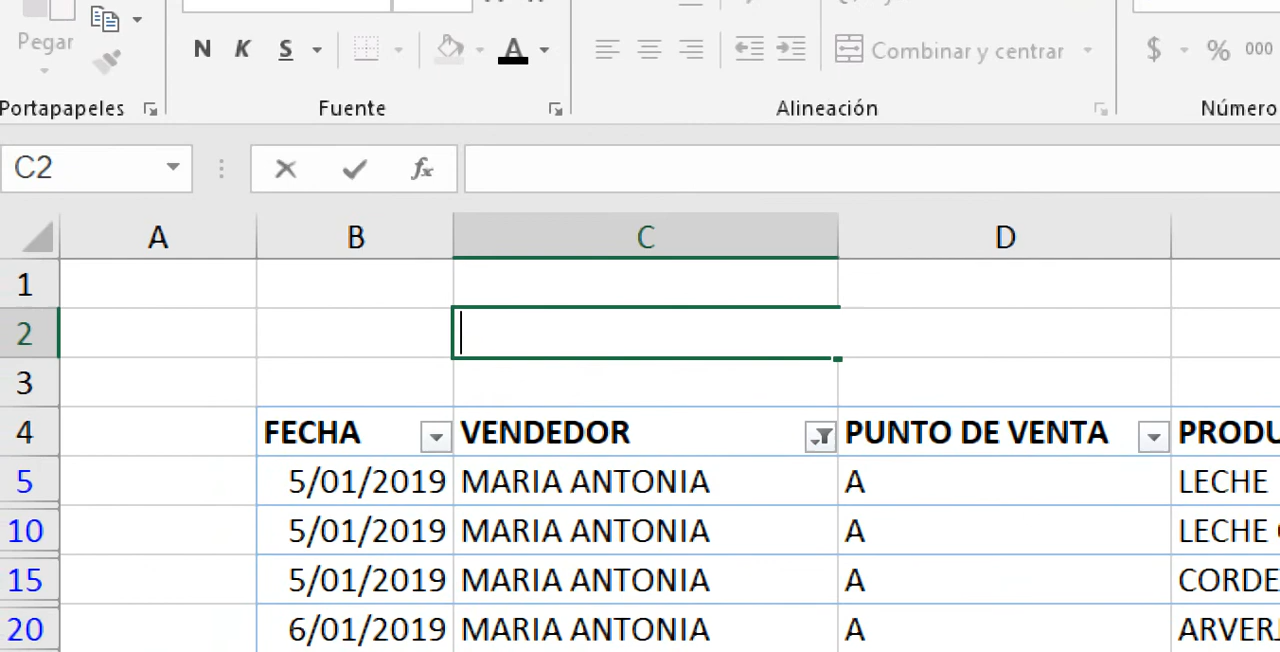 Pegar
N K S A Combinar y centrar $ % 000
Portapapeles Fuente Alineación Número
C2 fx
A B C D
1
2
3
4 FECHA VENDEDOR PUNTO DE VENTA PRODU
5 5/01/2019 MARIA ANTONIA A LECHE
10 5/01/2019 MARIA ANTONIA A LECHE
15 5/01/2019 MARIA ANTONIA A CORDE
20 6/01/2019 MARIA ANTONIA A ARVERJ